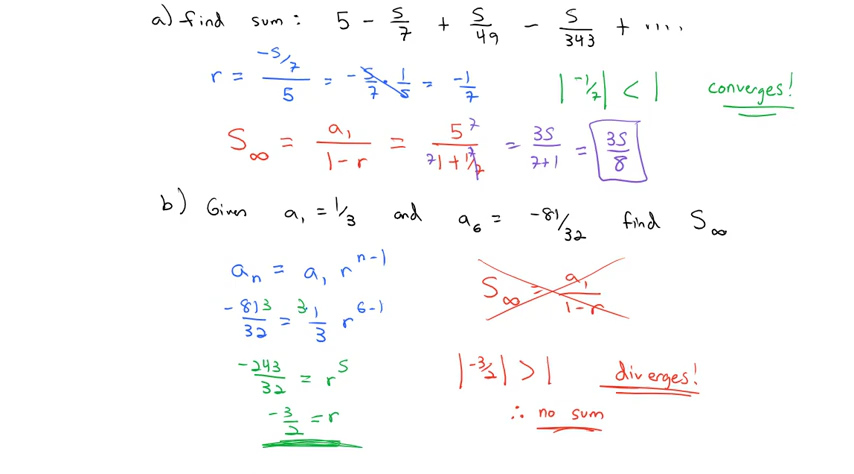 a) find sum: 5 - 5/7 + 5/49 - 5/343 + ....
r = (-5/7)/5 = -5/7 · 1/5 = -1/7
|-1/7| < 1 converges!
S∞ = a₁/(1-r) = 5·7/(7·1 + 1/7·7) = 35/(7+1) = 35/8
b) Given a₁ = 1/3 and a₆ = -81/32 find S∞
aₙ = a₁ r^(n-1)
S∞ = a₁/(1-r)
3 · -81/32 = 3 · 1/3 r^(6-1)
-243/32 = r⁵
|-3/2| > 1 diverges!
-3/2 = r
∴ no sum